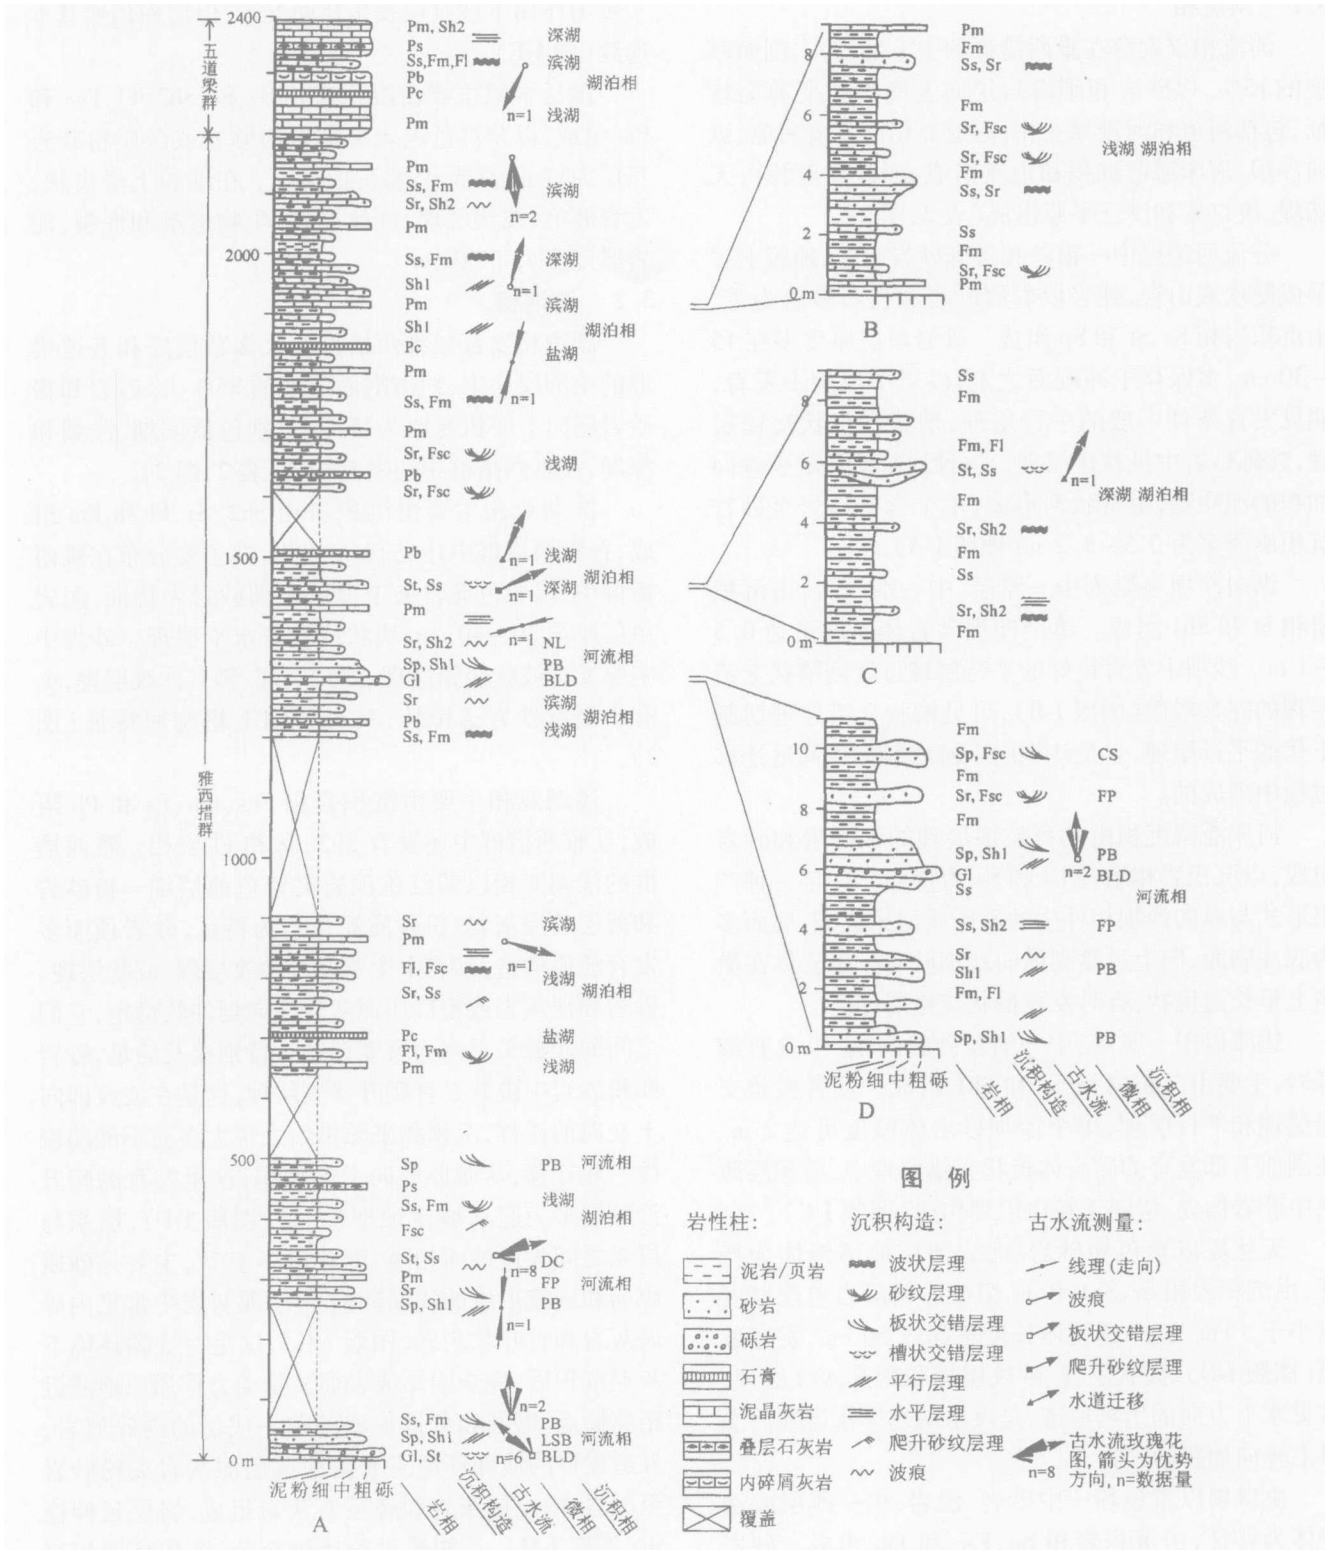 2400
五道梁群
Pm, Sh2
深湖
Ps
Ss,Fm,Fl
滨湖
Pb
湖泊相
Pc
n=1
浅湖
Pm
Pm
Ss, Fm
滨湖
Sr, Sh2
n=2
Pm
2000
Ss, Fm
深湖
Sh1
n=1
Pm
滨湖
Sh1
湖泊相
Pc
盐湖
Pm
Ss, Fm
n=1
Pm
Sr, Fsc
浅湖
Pb
Sr, Fsc
1500
Pb
n=1
浅湖
湖泊相
St, Ss
深湖
Pm
n=1
n=1
Sr, Sh2
NL
河流相
Sp, Sh1
PB
Gl
BLD
Sr
滨湖
湖泊相
Pb
浅湖
Ss, Fm
雅西措群
1000
Sr
滨湖
Pm
n=1
Fl, Fsc
浅湖
湖泊相
Sr, Ss
Pc
盐湖
Fl, Fm
Pm
浅湖
500
Sp
PB
河流相
Ps
Ss, Fm
浅湖
Fsc
湖泊相
St, Ss
DC
n=8
Pm
FP
河流相
Sr
Sp, Sh1
PB
n=1
n=2
Ss, Fm
PB
Sp, Sh1
LSB
河流相
0 m
Gl, St
n=6
BLD
泥粉细中粗砾
岩相
沉积构造
古水流
微相
沉积相
A
Pm
8
Fm
Ss, Sr
Fm
6
Sr, Fsc
浅湖 湖泊相
Sr, Fsc
4
Fm
Ss, Sr
2
Ss
Fm
Sr, Fsc
0 m
Pm
B
Ss
8
Fm
Fm, Fl
6
St, Ss
n=1
Fm
深湖 湖泊相
4
Sr, Sh2
Fm
2
Ss
Sr, Sh2
Fm
0 m
C
Fm
10
Sp, Fsc
CS
Fm
8
Sr, Fsc
FP
Fm
Sp, Sh1
PB
6
Gl
n=2
BLD
Ss
河流相
4
Ss, Sh2
FP
Sr
Sh1
PB
2
Fm, Fl
0 m
Sp, Sh1
PB
泥粉细中粗砾
岩相
沉积构造
古水流
微相
沉积相
D
图 例
岩性柱:
泥岩/页岩
砂岩
砾岩
石膏
泥晶灰岩
叠层石灰岩
内碎屑灰岩
覆盖
沉积构造:
波状层理
砂纹层理
板状交错层理
槽状交错层理
平行层理
水平层理
爬升砂纹层理
波痕
古水流测量:
线理(走向)
波痕
板状交错层理
爬升砂纹层理
水道迁移
古水流玫瑰花
图, 箭头为优势
n=8
方向, n=数据量